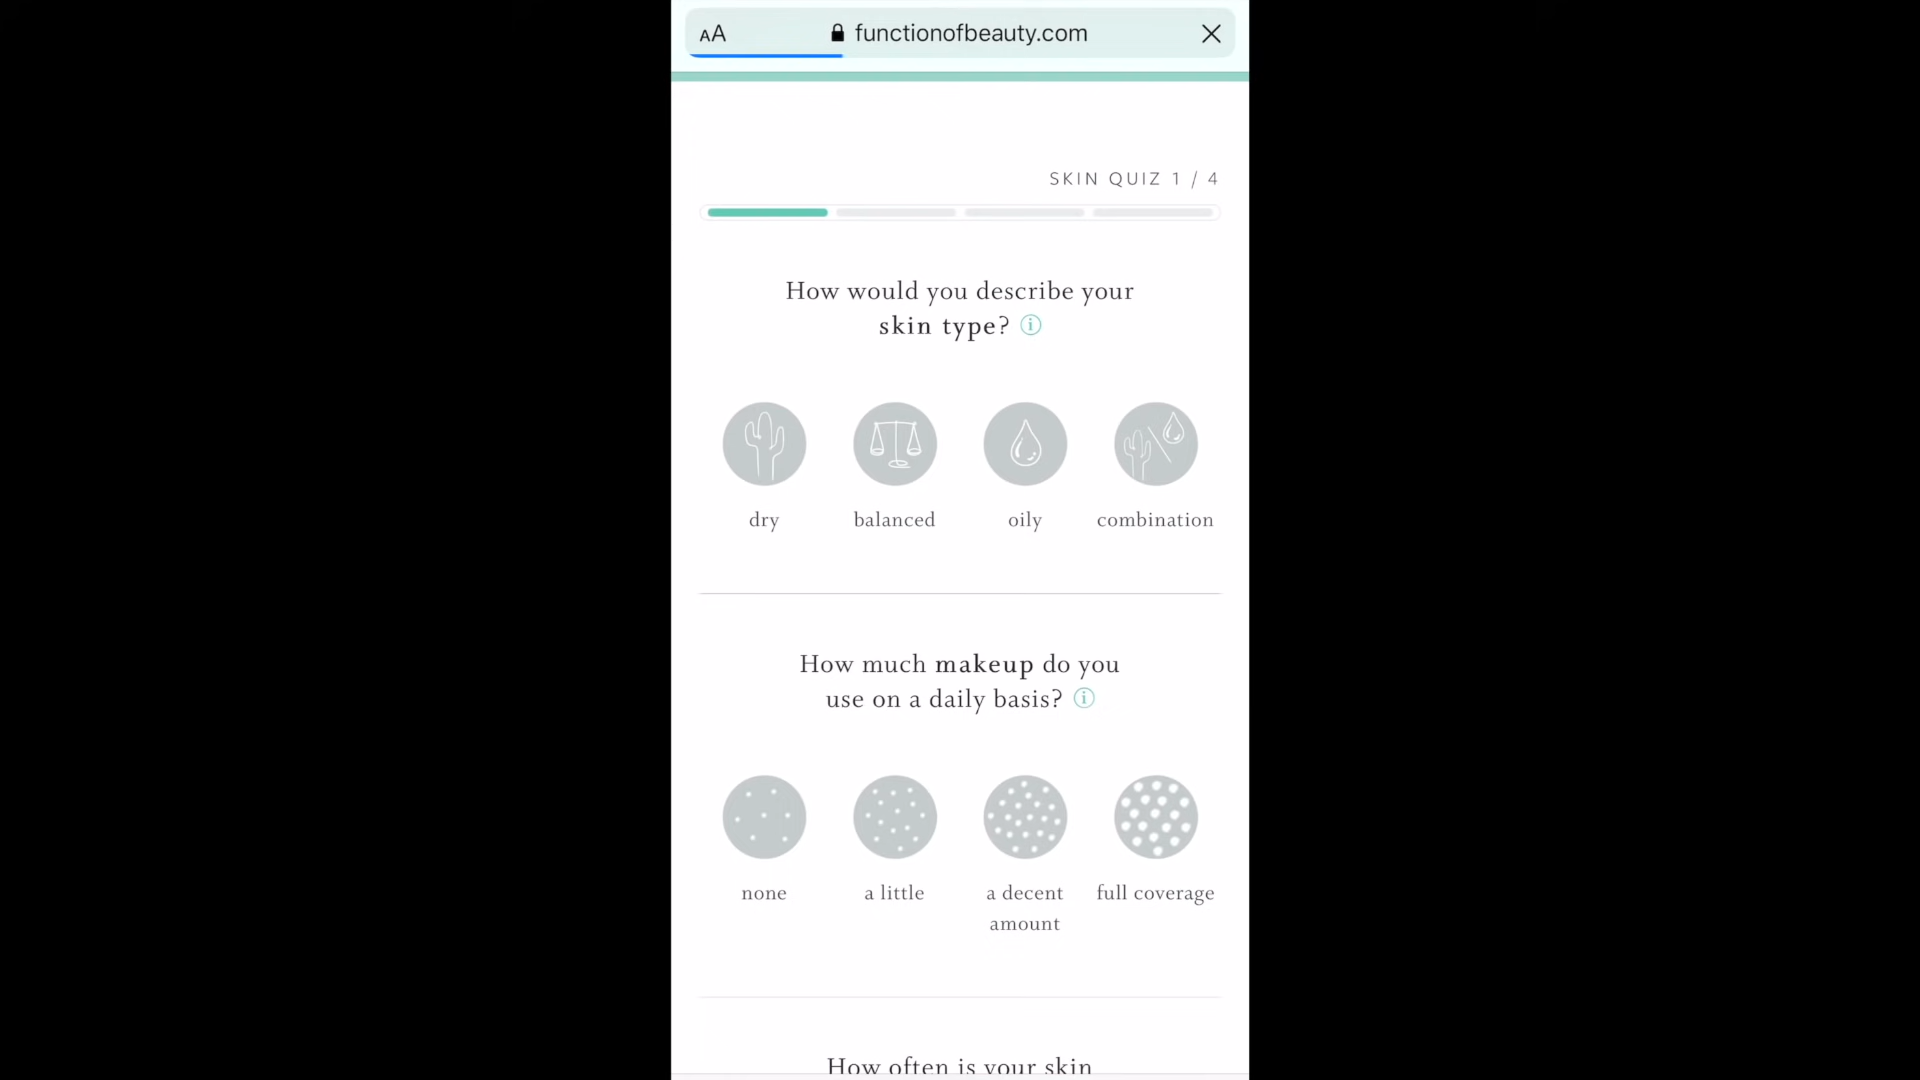 AA functionofbeauty.com
SKIN QUIZ 1 / 4
How would you describe your
skin type?
dry balanced oily combination
How much makeup do you
use on a daily basis?
none a little a decent full coverage
amount
How often is your skin